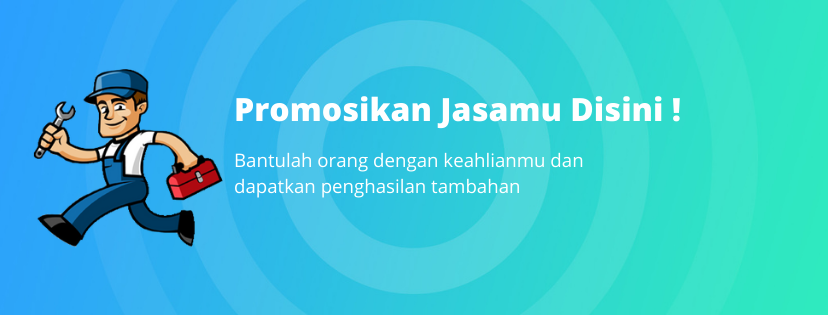 Promosikan Jasamu Disini !
Bantulah orang dengan keahlianmu dan
dapatkan penghasilan tambahan